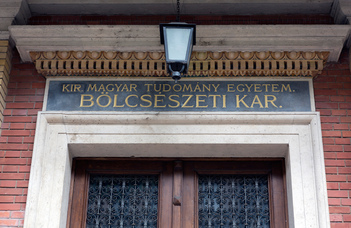 KIR. MAGYAR TUDOMÁNY EGYETEM.
BÖLCSÉSZETI KAR.